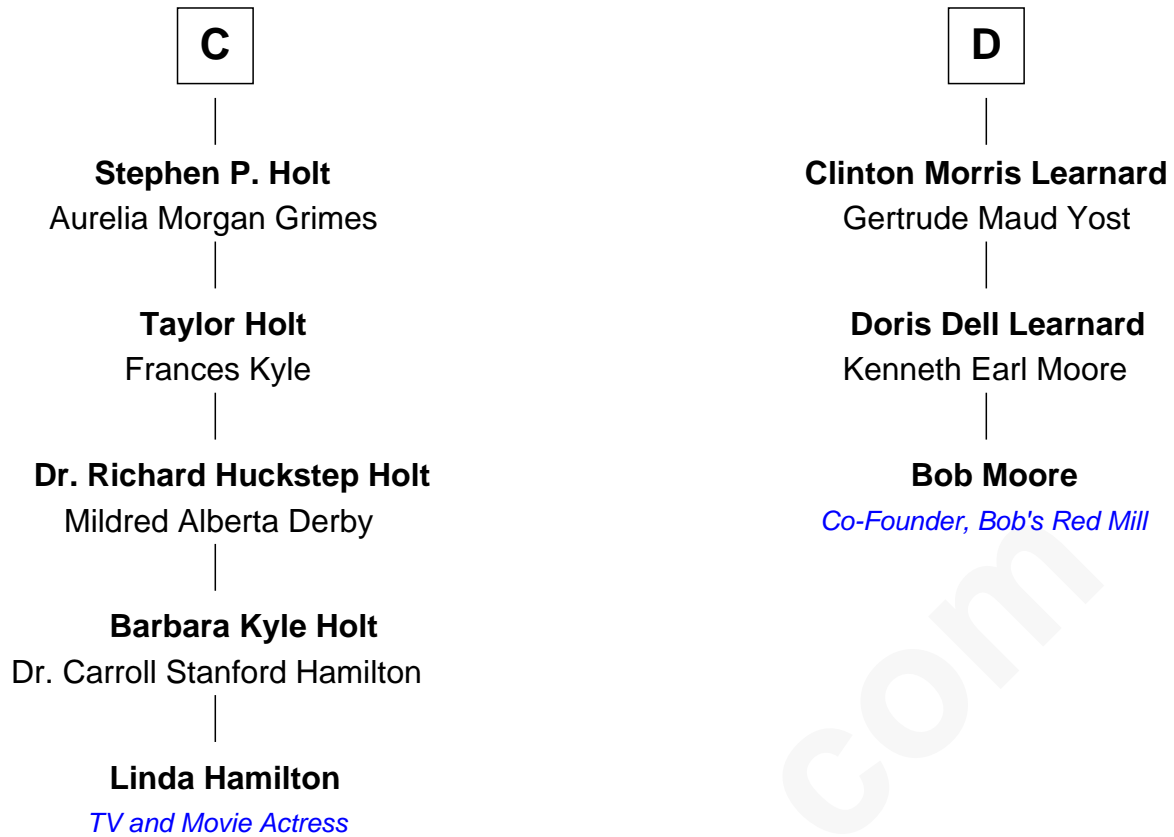 C
Stephen P. Holt
Aurelia Morgan Grimes
Taylor Holt
Frances Kyle
Dr. Richard Huckstep Holt
Mildred Alberta Derby
Barbara Kyle Holt
Dr. Carroll Stanford Hamilton
Linda Hamilton
TV and Movie Actress
D
Clinton Morris Learnard
Gertrude Maud Yost
Doris Dell Learnard
Kenneth Earl Moore
Bob Moore
Co-Founder, Bob's Red Mill
com